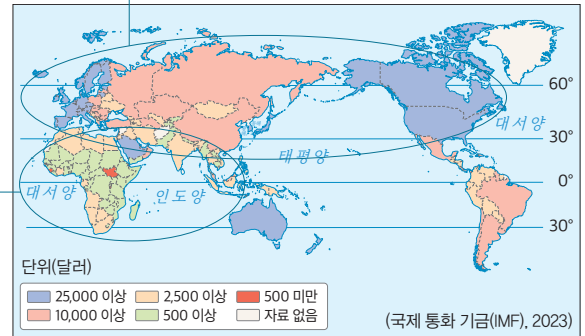 60°
대서양
30°
태평양
대서양
인도양
0°
30°
단위(달러)
25,000 이상
2,500 이상
500 미만
10,000 이상
500 이상
자료 없음
(국제 통화 기금(IMF), 2023)